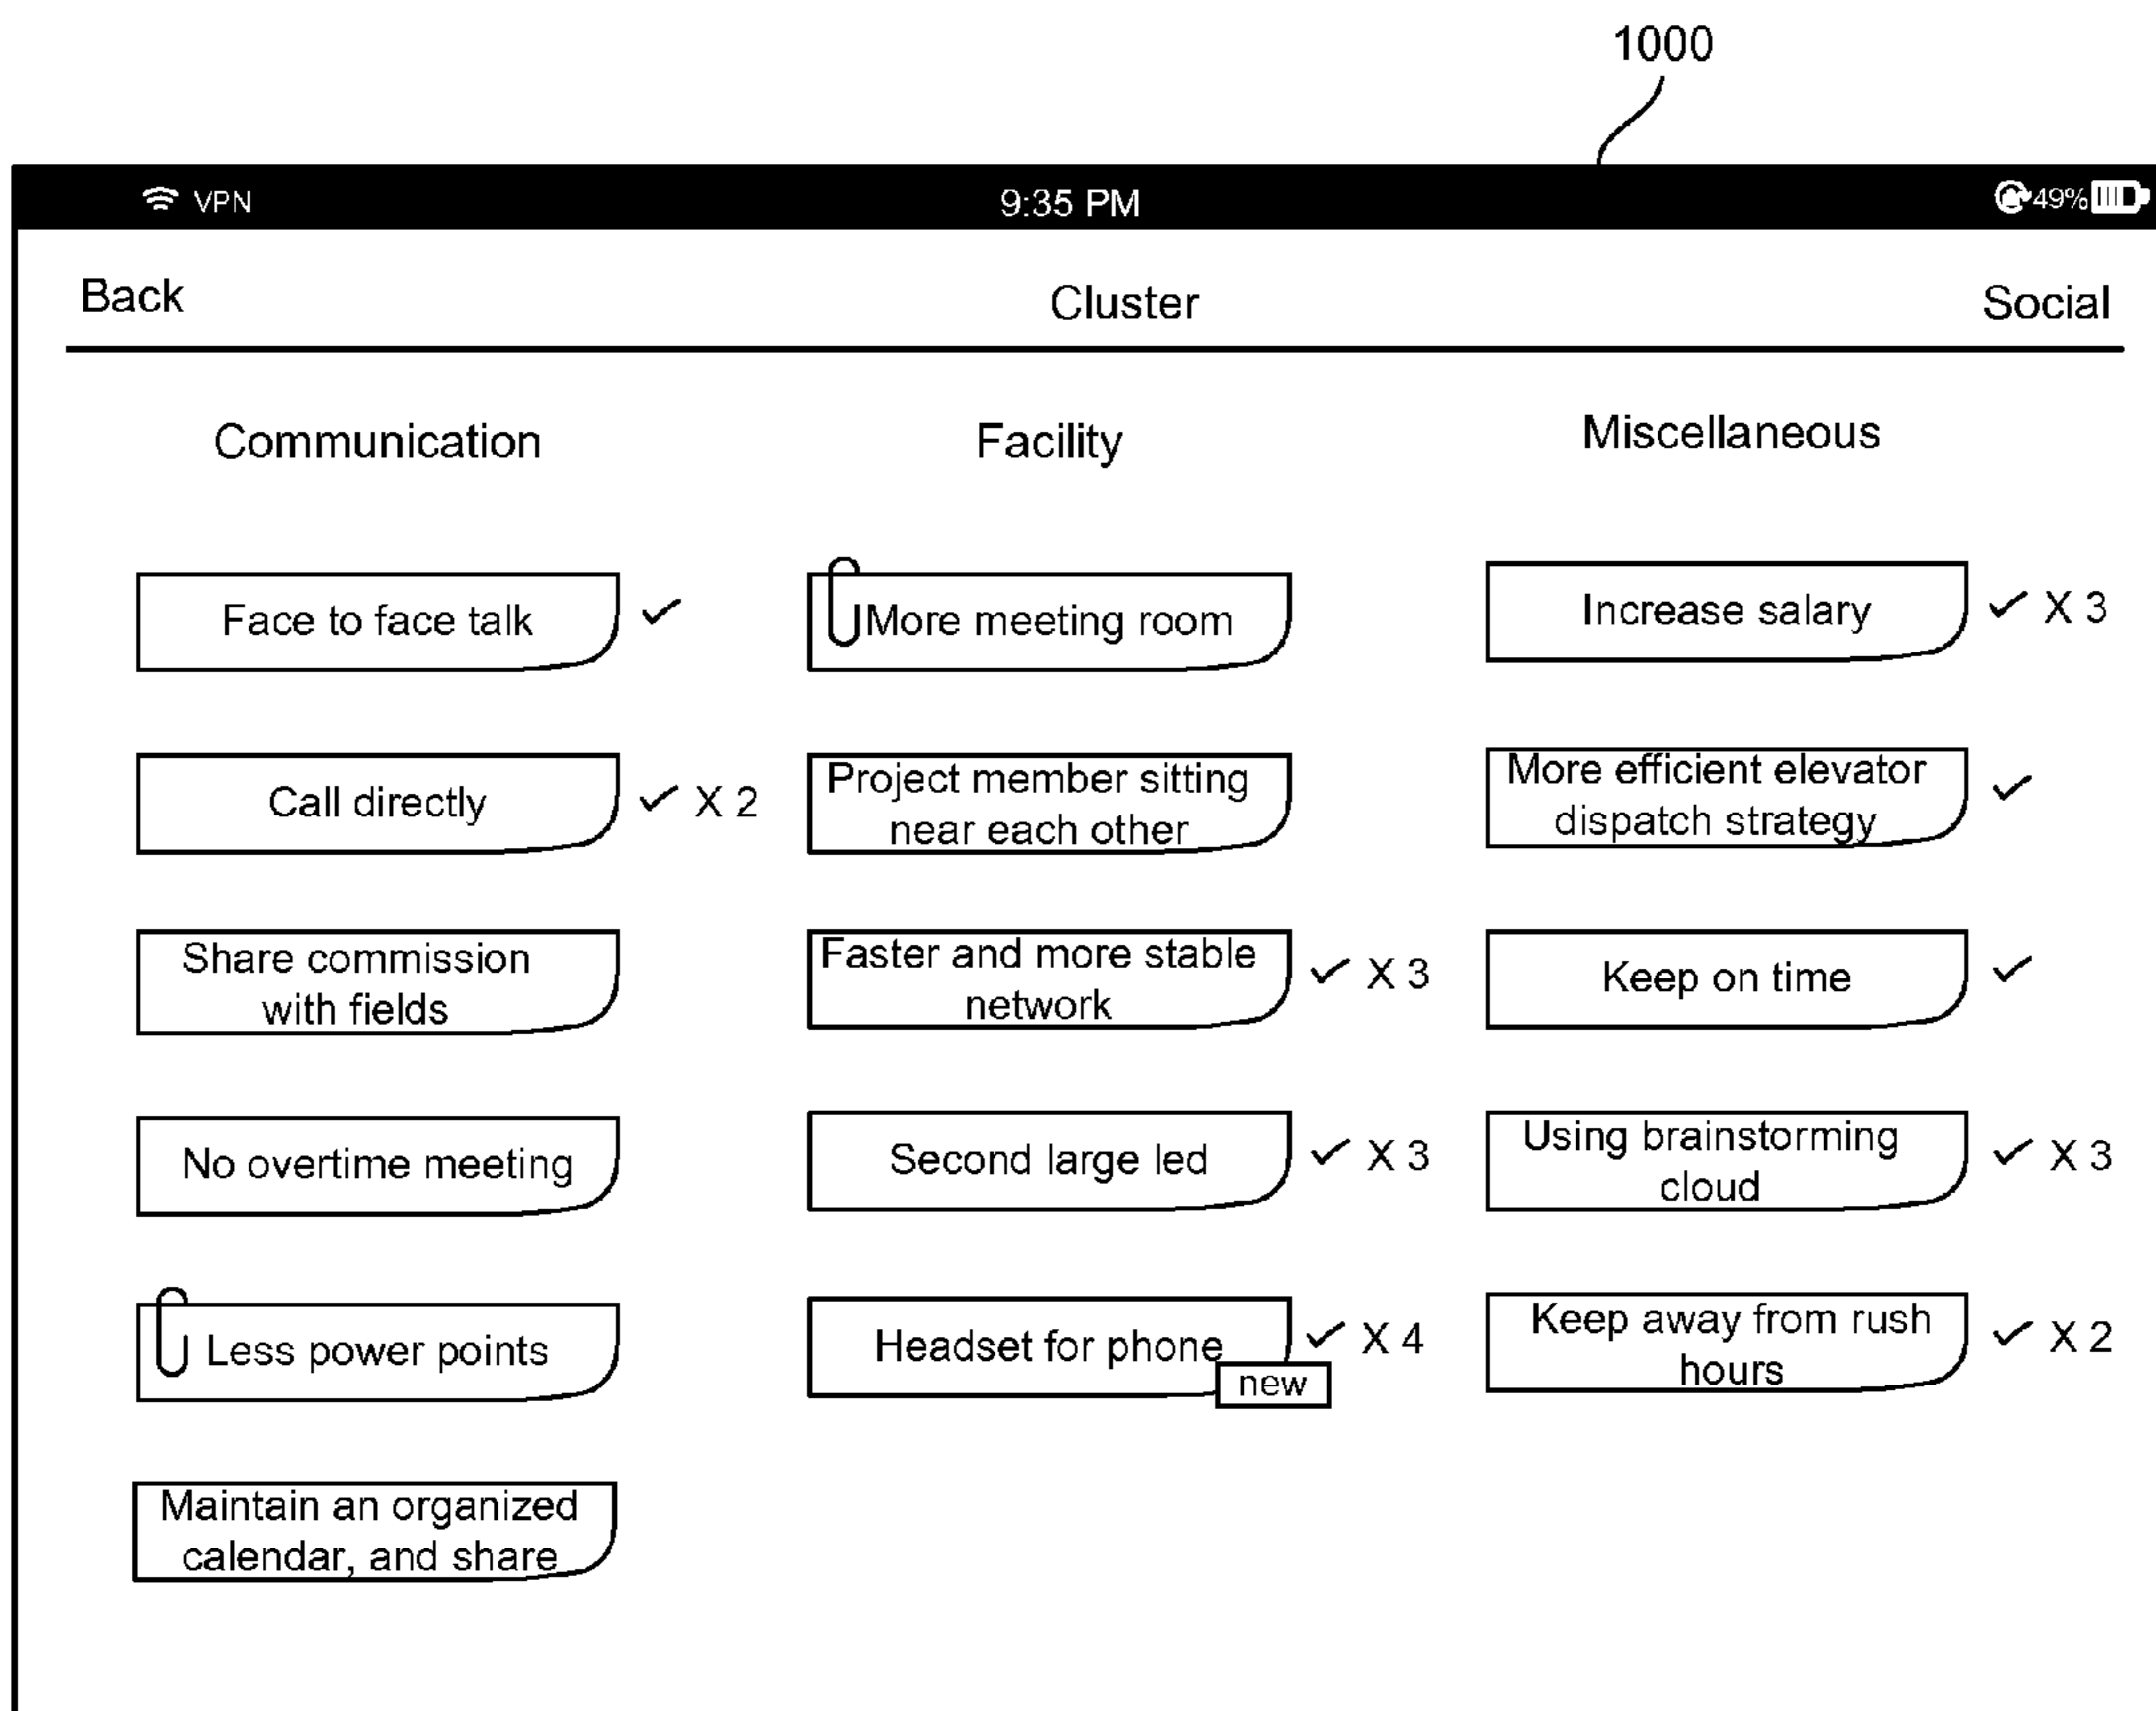 1000
VPN
9:35 PM
49%
Back
Cluster
Social
Communication
Facility
Miscellaneous
Face to face talk ✓
More meeting room
Increase salary ✓ X 3
Call directly ✓ X 2
Project member sitting
near each other
More efficient elevator
dispatch strategy ✓
Share commission
with fields
Faster and more stable
network ✓ X 3
Keep on time ✓
No overtime meeting
Second large led ✓ X 3
Using brainstorming
cloud ✓ X 3
Less power points
Headset for phone ✓ X 4
new
Keep away from rush
hours ✓ X 2
Maintain an organized
calendar, and share